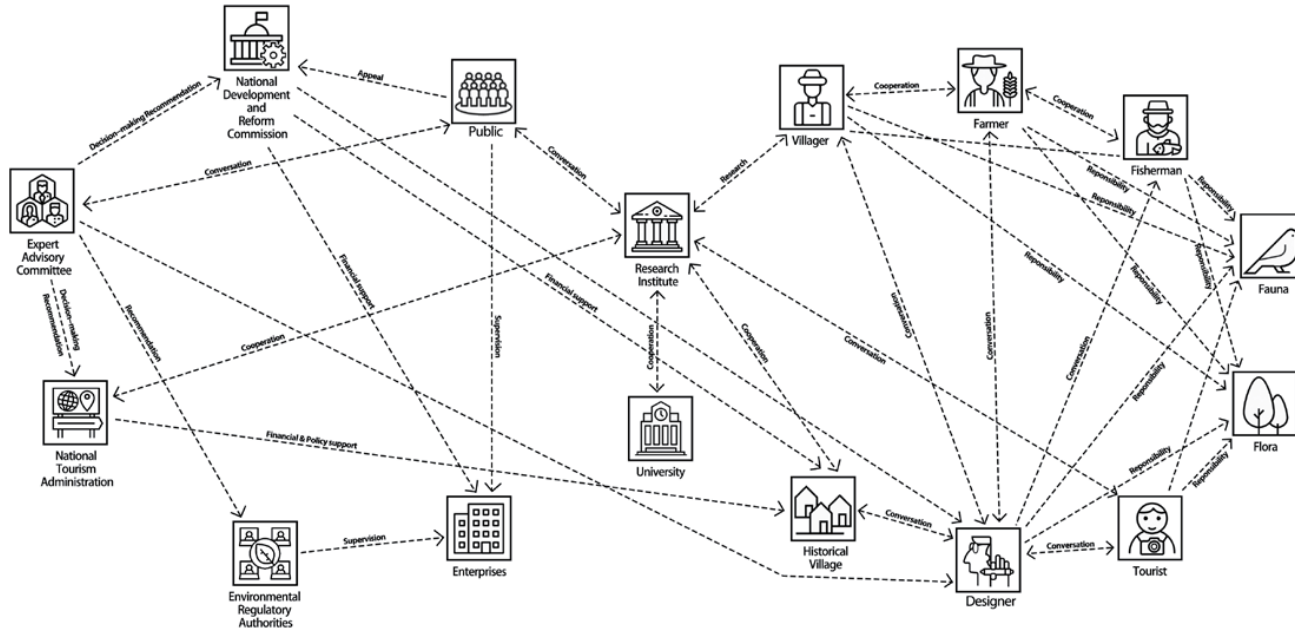 National
Development
and
Reform
Commission
Appeal
Public
Decision-making Recommendation
Conversation
Conversation
Expert
Advisory
Committee
Decision-making
Recommendation
Recommendation
Financial support
Financial support
Financial support
Supervision
Cooperation
Research
Institute
Research
Cooperation
Cooperation
University
National
Tourism
Administration
Financial & Policy support
Environmental
Regulatory
Authorities
Supervision
Enterprises
Historical
Village
Conversation
Villager
Cooperation
Farmer
Cooperation
Fisherman
Reponsibility
Reponsibility
Reponsibility
Reponsibility
Reponsibility
Reponsibility
Fauna
Conversation
Conversation
Conversation
Conversation
Reponsibility
Reponsibility
Reponsibility
Flora
Conversation
Designer
Tourist